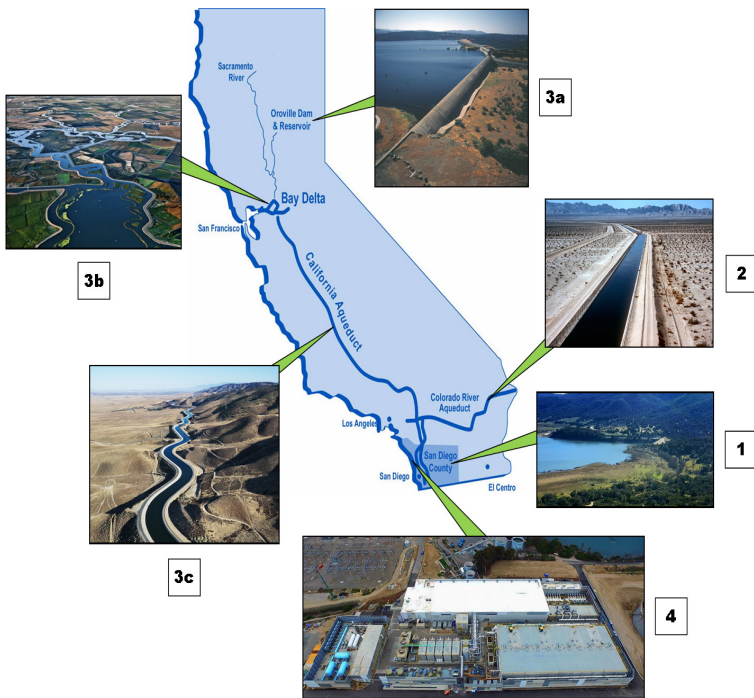 Sacramento
River
3a
Oroville Dam
& Reservoir
Bay Delta
San Francisco
3b
2
California Aqueduct
Colorado River
Aqueduct
Los Angeles
1
San Diego
County
San Diego
El Centro
3c
4